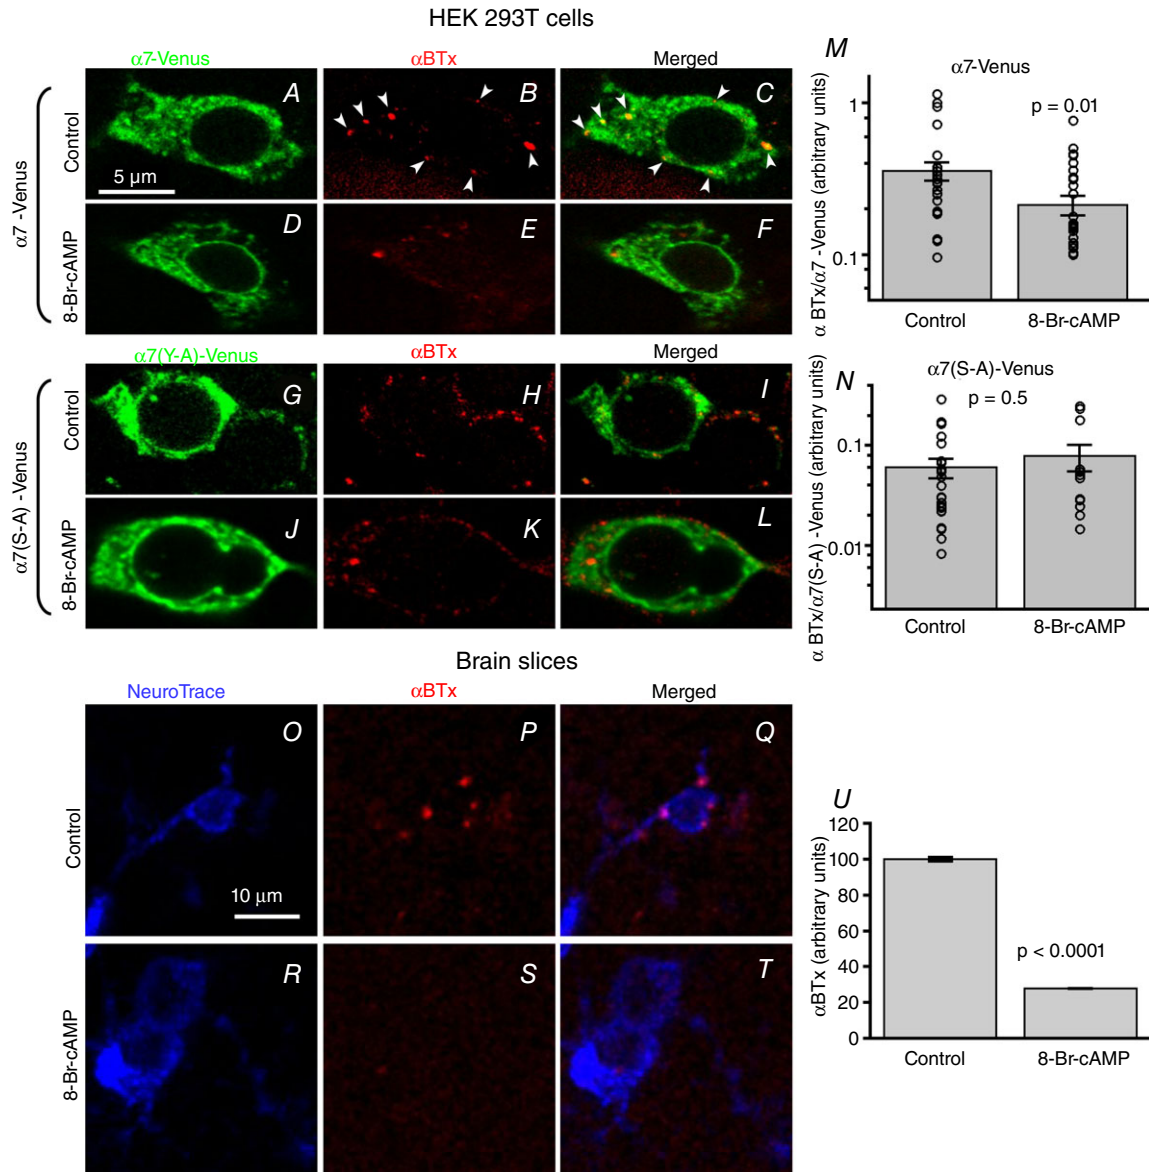 HEK 293T cells
α7-Venus αBTx Merged
α7 -Venus
Control
A B C
5 µm
8-Br-cAMP
D E F
α7(Y-A)-Venus αBTx Merged
α7(S-A) -Venus
Control
G H I
8-Br-cAMP
J K L
M
α7-Venus
p = 0.01
α BTx/α7 -Venus (arbitrary units)
1
0.1
Control 8-Br-cAMP
N
α7(S-A)-Venus
p = 0.5
α BTx/α7(S-A) -Venus (arbitrary units)
0.1
0.01
Control 8-Br-cAMP
Brain slices
NeuroTrace αBTx Merged
Control
O P Q
10 µm
8-Br-cAMP
R S T
U
αBTx (arbitrary units)
120
100
80
60
40
20
0
p < 0.0001
Control 8-Br-cAMP